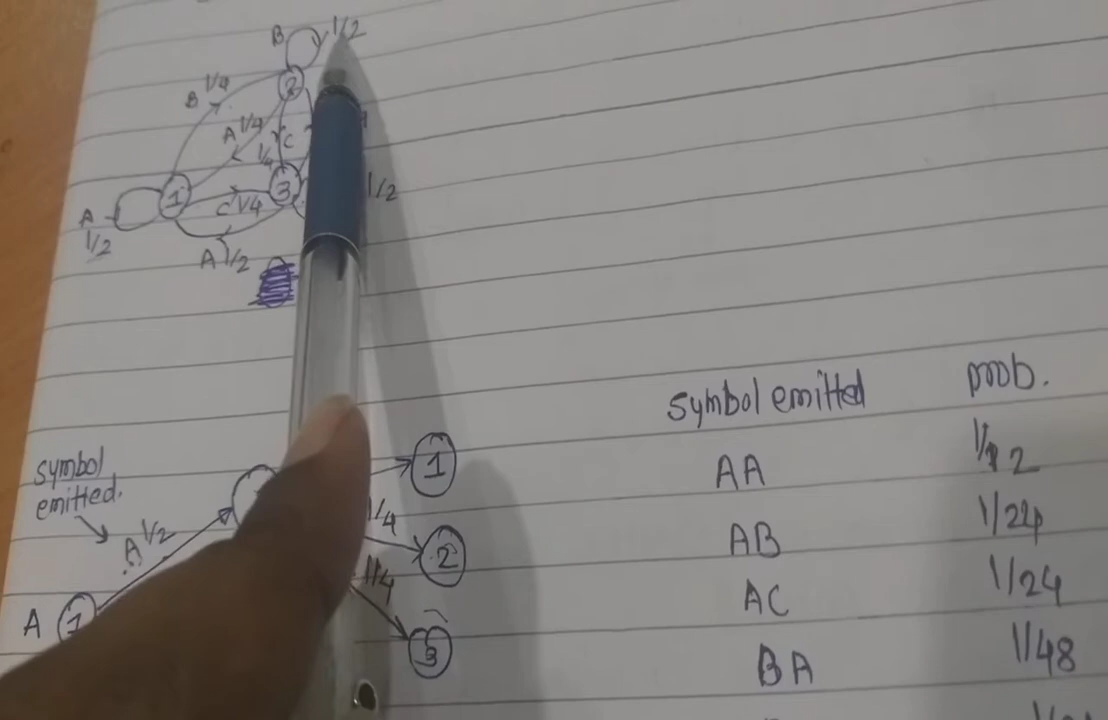 B 1/2
2
B 1/4
A 1/4
C
1/4
1
3
1/2
A
1/2
C 1/4
A 1/2
Symbol emitted prob.
AA 1/12
AB 1/24
AC 1/24
BA 1/48
symbol
emitted.
A 1/2
1
1/4
2
1/4
3
A 1